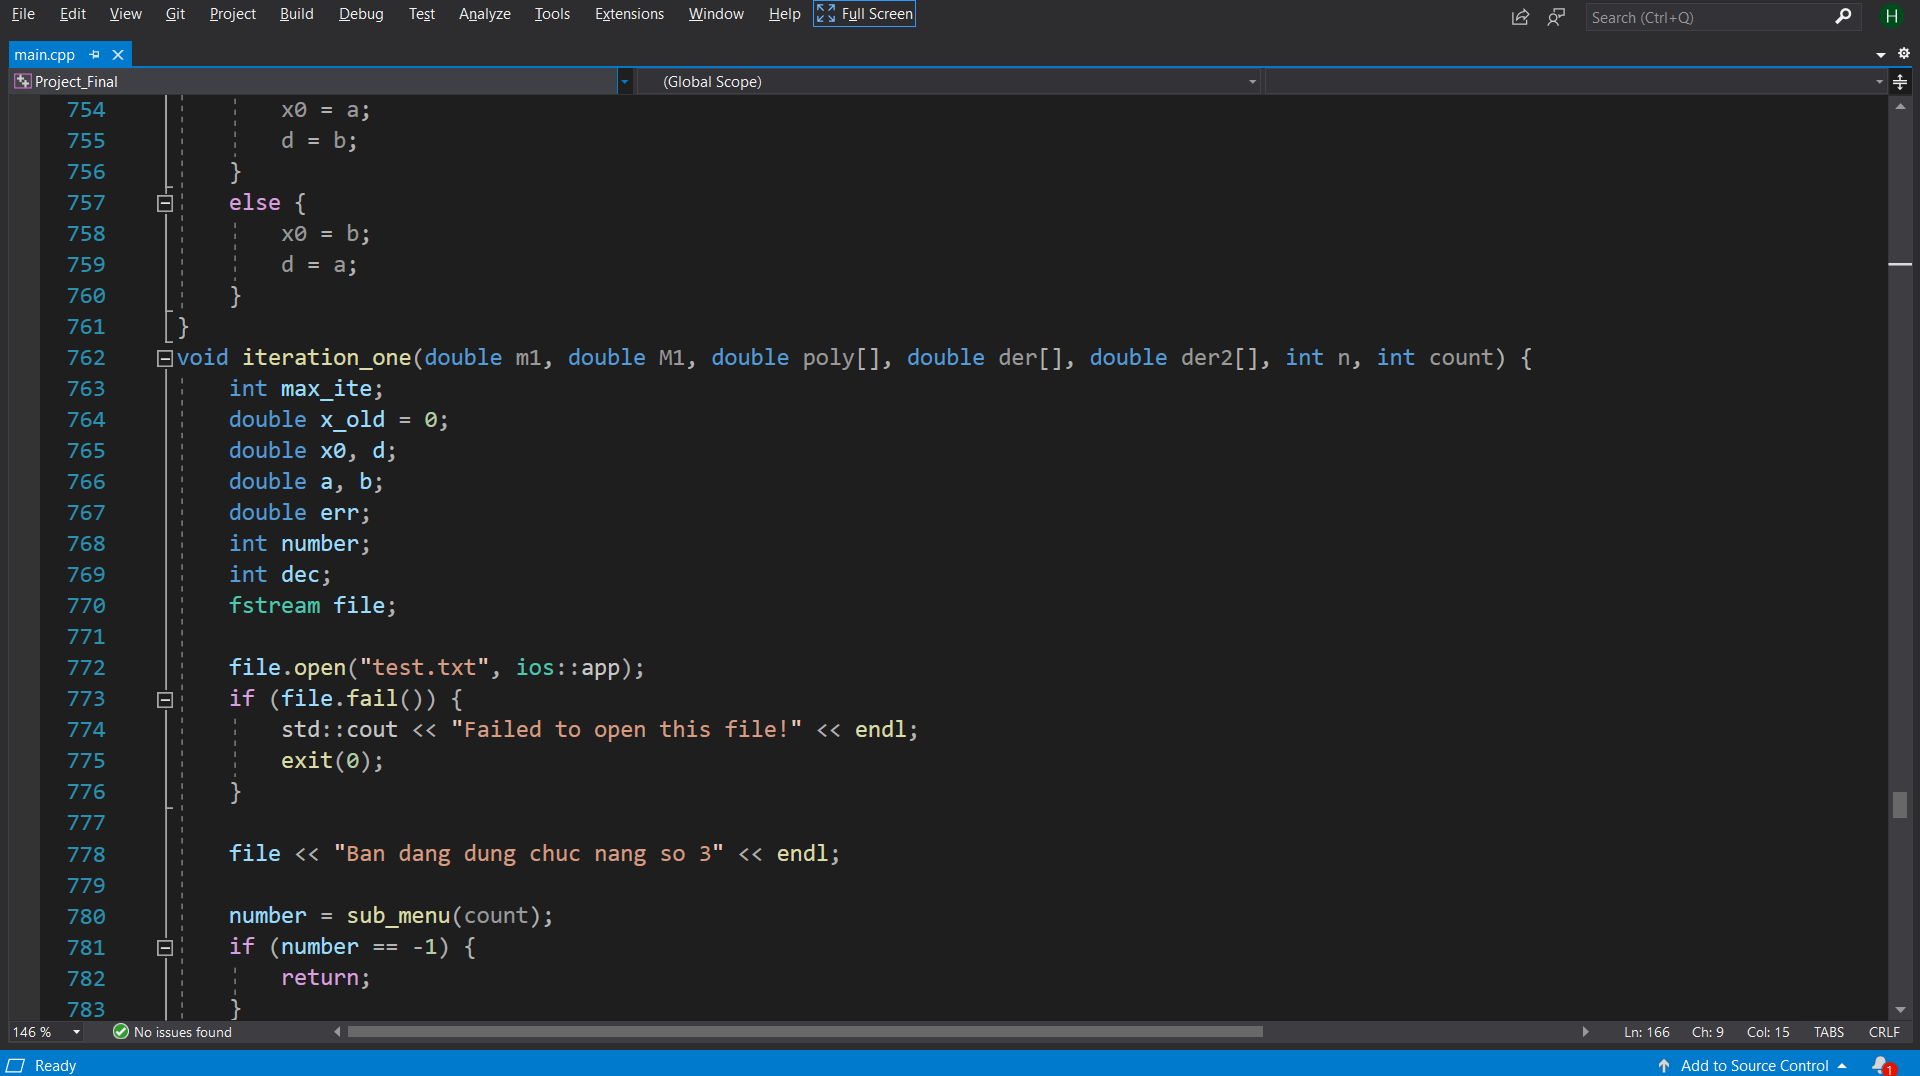 File Edit View Git Project Build Debug Test Analyze Tools Extensions Window Help Full Screen Search (Ctrl+Q) H
main.cpp
Project_Final (Global Scope)
754 x0 = a;
755 d = b;
756 }
757 else {
758 x0 = b;
759 d = a;
760 }
761 }
762 void iteration_one(double m1, double M1, double poly[], double der[], double der2[], int n, int count) {
763 int max_ite;
764 double x_old = 0;
765 double x0, d;
766 double a, b;
767 double err;
768 int number;
769 int dec;
770 fstream file;
771
772 file.open("test.txt", ios::app);
773 if (file.fail()) {
774 std::cout << "Failed to open this file!" << endl;
775 exit(0);
776 }
777
778 file << "Ban dang dung chuc nang so 3" << endl;
779
780 number = sub_menu(count);
781 if (number == -1) {
782 return;
783 }
146 % No issues found Ln: 166 Ch: 9 Col: 15 TABS CRLF
Ready Add to Source Control 1